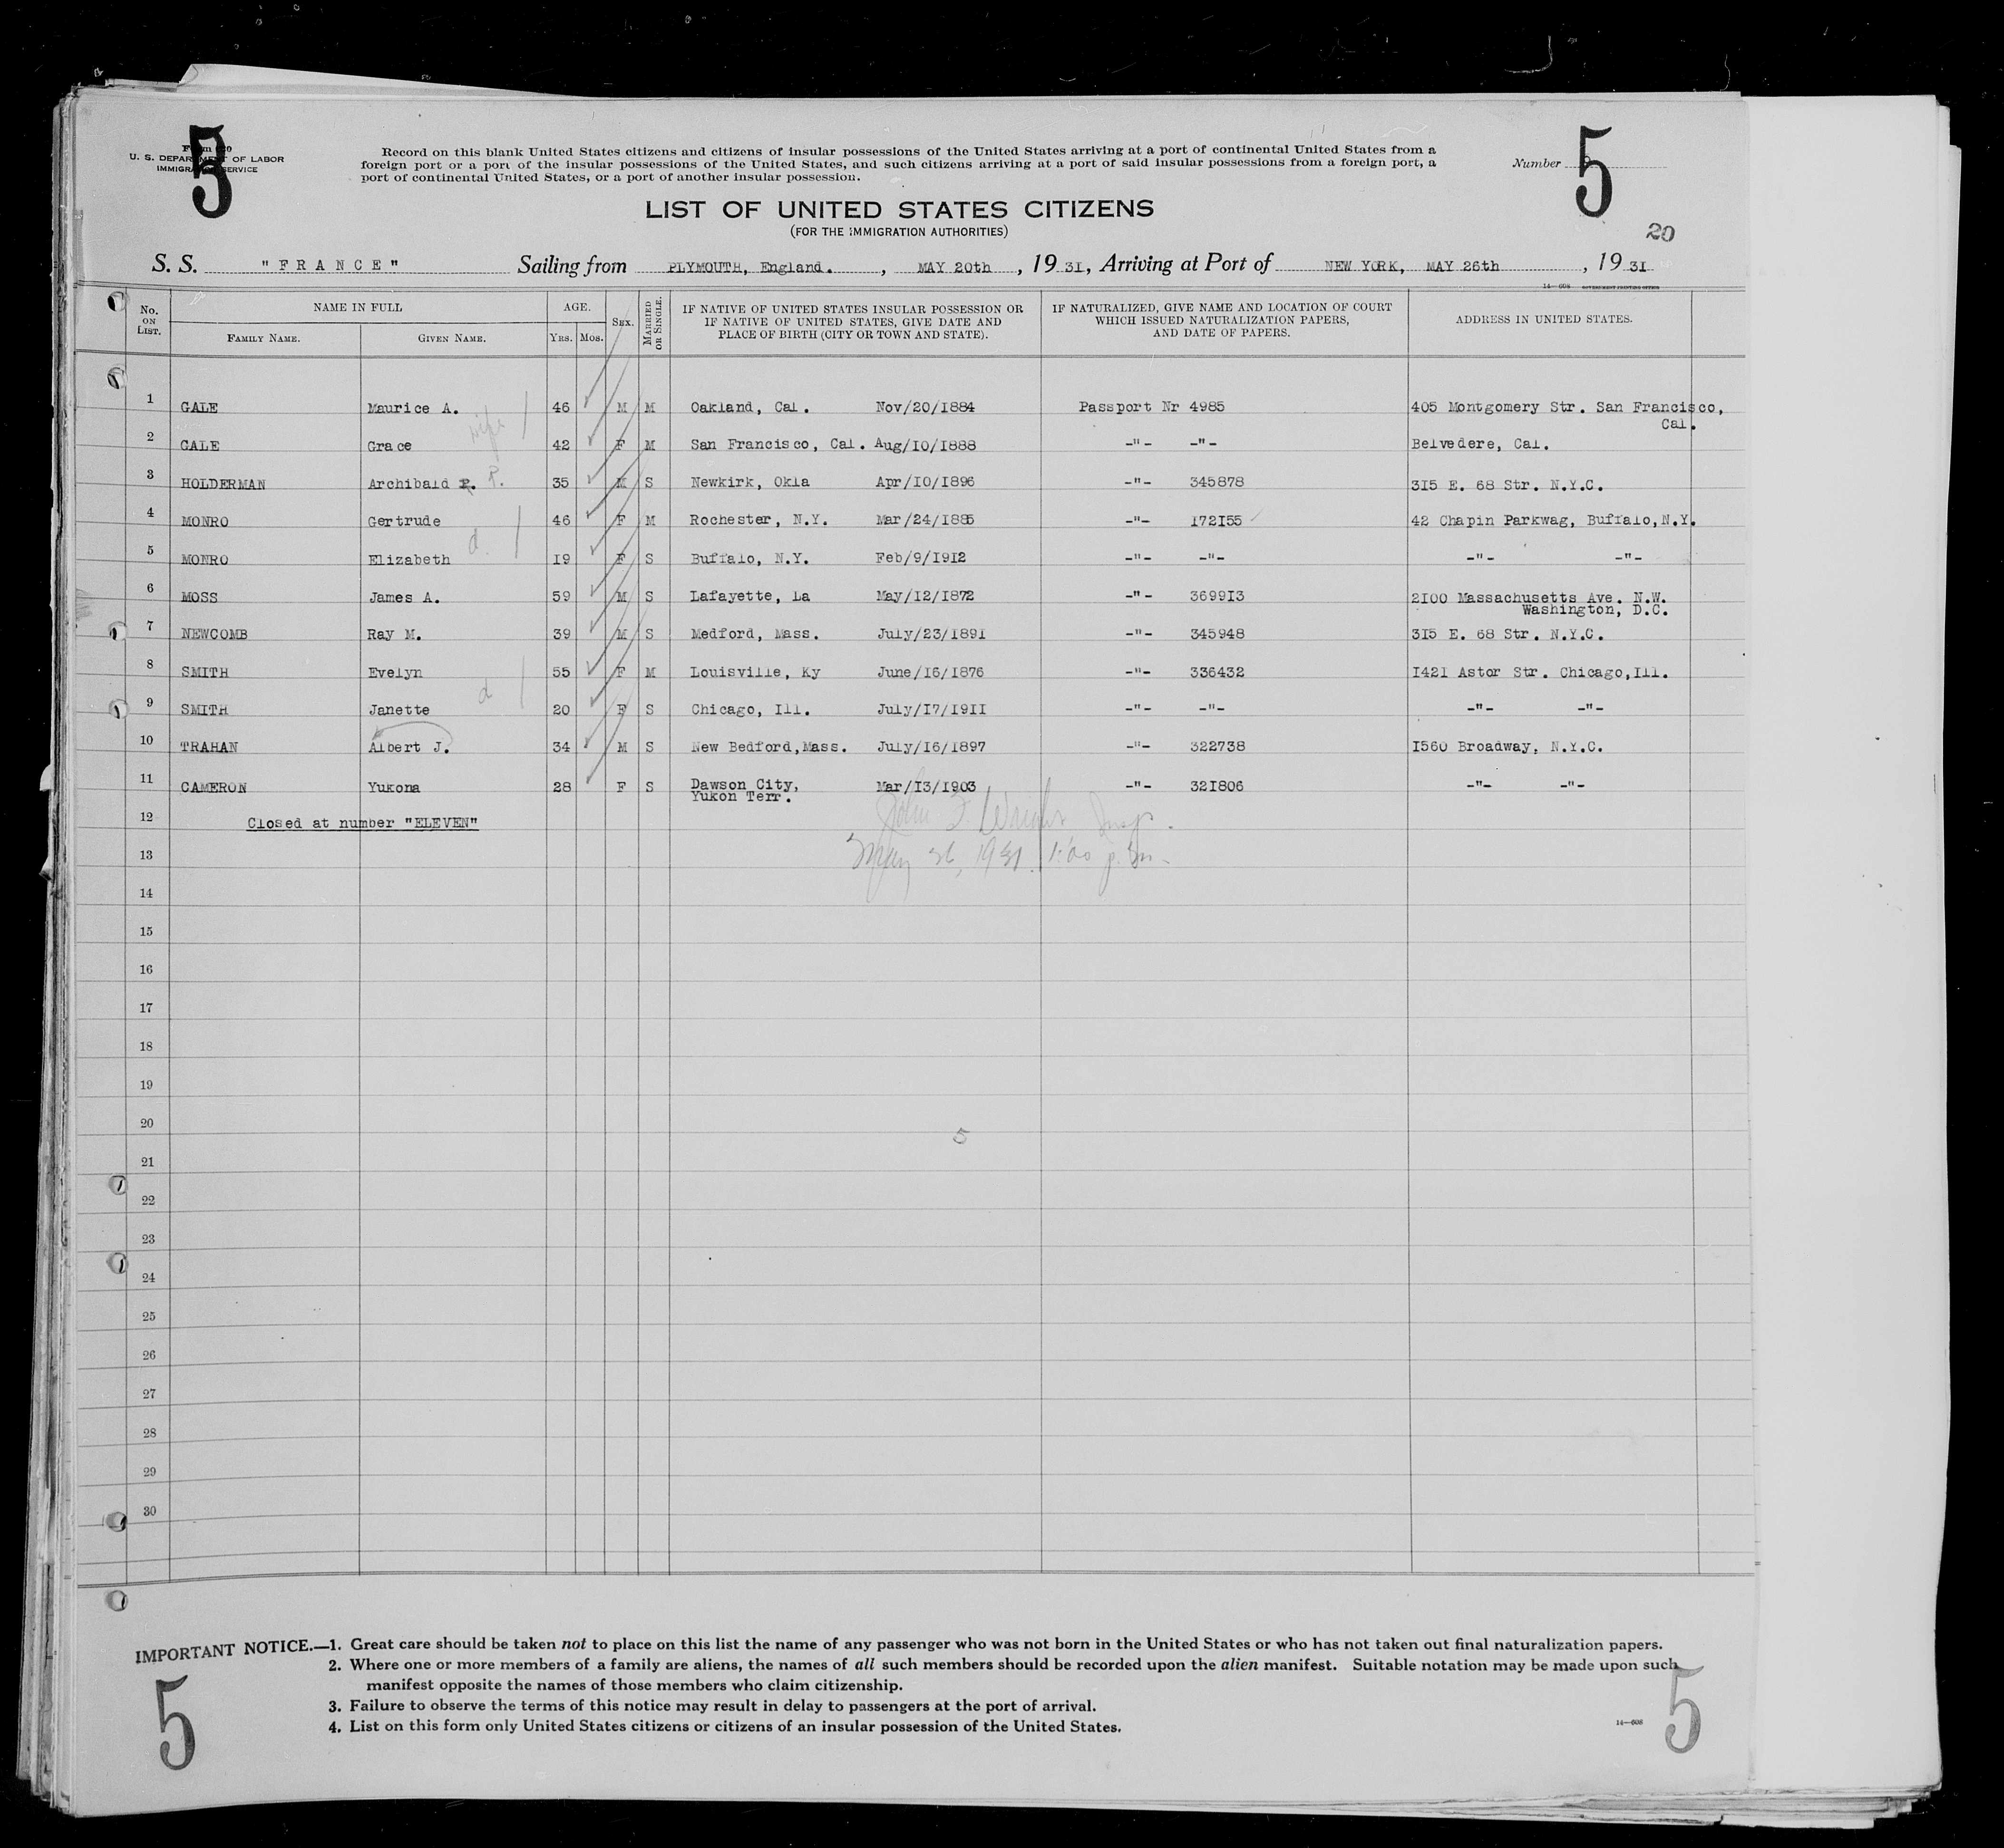 5
U. S. DEPARTMENT OF LABOR
IMMIGRATION SERVICE
Record on this blank United States citizens and citizens of insular possessions of the United States arriving at a port of continental United States from a
foreign port or a port of the insular possessions of the United States, and such citizens arriving at a port of said insular possessions from a foreign port, a
port of continental United States, or a port of another insular possession.
Number 5
LIST OF UNITED STATES CITIZENS
(FOR THE IMMIGRATION AUTHORITIES)
20
S. S. "FRANCE" Sailing from PLYMOUTH, England. , MAY 20th , 19 31, Arriving at Port of NEW YORK, MAY 26th , 19 31
14—608 GOVERNMENT PRINTING OFFICE
No. ON LIST. NAME IN FULL AGE. SEX. MARRIED OR SINGLE. IF NATIVE OF UNITED STATES INSULAR POSSESSION OR IF NATIVE OF UNITED STATES, GIVE DATE AND PLACE OF BIRTH (CITY OR TOWN AND STATE). IF NATURALIZED, GIVE NAME AND LOCATION OF COURT WHICH ISSUED NATURALIZATION PAPERS, AND DATE OF PAPERS. ADDRESS IN UNITED STATES.
FAMILY NAME. GIVEN NAME. YRS. MOS.
1 GALE Maurice A. 46 M M Oakland, Cal. Nov/20/1884 Passport Nr 4985 405 Montgomery Str. San Francisco,
Cal.
wife
2 GALE Grace 42 F M San Francisco, Cal. Aug/10/1888 -"- -"- Belvedere, Cal.
3 HOLDERMAN Archibald R. P. 35 M S Newkirk, Okla Apr/10/1896 -"- 345878 315 E. 68 Str. N.Y.C.
4 MONRO Gertrude 46 F M Rochester, N.Y. Mar/24/1885 -"- 172155 42 Chapin Parkwag, Buffalo,N.Y.
d.
5 MONRO Elizabeth 19 F S Buffalo, N.Y. Feb/9/1912 -"- -"- -"- -"-
6 MOSS James A. 59 M S Lafayette, La May/12/1872 -"- 369913 2100 Massachusetts Ave. N.W.
Washington, D.C.
7 NEWCOMB Ray M. 39 M S Medford, Mass. July/23/1891 -"- 345948 315 E. 68 Str. N.Y.C.
8 SMITH Evelyn 55 F M Louisville, Ky June/16/1876 -"- 336432 1421 Astor Str. Chicago,Ill.
d
9 SMITH Janette 20 F S Chicago, Ill. July/17/1911 -"- -"- -"- -"-
10 TRAHAN Albert J. 34 M S New Bedford,Mass. July/16/1897 -"- 322738 1560 Broadway, N.Y.C.
11 CAMERON Yukona 28 F S Dawson City, Mar/13/1903 -"- 321806 -"- -"-
Yukon Terr.
12 Closed at number "ELEVEN"
John F. Wright Insp.
13 May 26, 1931. 1:00 p.m.
14
15
16
17
18
19
20
5
21
22
23
24
25
26
27
28
29
30
IMPORTANT NOTICE.—1. Great care should be taken not to place on this list the name of any passenger who was not born in the United States or who has not taken out final naturalization papers.
2. Where one or more members of a family are aliens, the names of all such members should be recorded upon the alien manifest. Suitable notation may be made upon such
manifest opposite the names of those members who claim citizenship.
3. Failure to observe the terms of this notice may result in delay to passengers at the port of arrival.
4. List on this form only United States citizens or citizens of an insular possession of the United States.
14—608
5 5